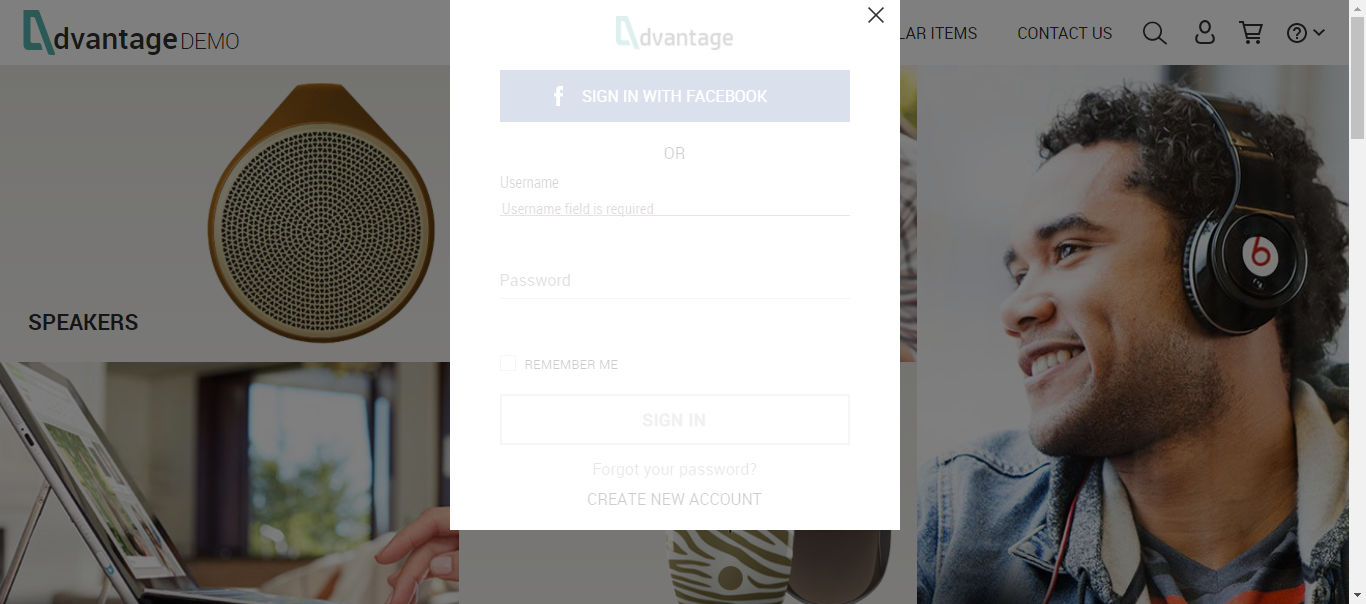 dvantage DEMO
LAR ITEMS
CONTACT US
dvantage
SIGN IN WITH FACEBOOK
OR
Username
Username field is required
Password
REMEMBER ME
SIGN IN
Forgot your password?
CREATE NEW ACCOUNT
SPEAKERS